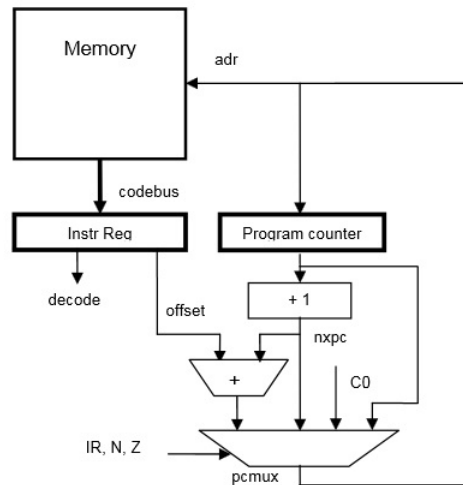 Memory
adr
codebus
Instr Reg
Program counter
decode
+ 1
offset
nxpc
+
C0
IR, N, Z
pcmux